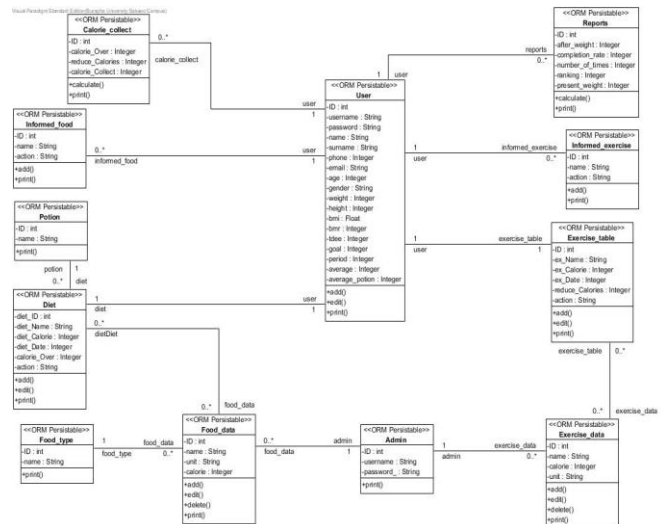 Visual Paradigm Standard Edition(Burapha University Sakaeo Campus)
<<ORM Persistable>>
Calorie_collect
-ID : int
-calorie_Over : Integer
-reduce_Calories : Integer
-calorie_Collect : Integer
+calculate()
+print()
0..*
calorie_collect
user
1
<<ORM Persistable>>
Reports
-ID : int
-after_weight : Integer
-completion_rate : Integer
-number_of_times : Integer
-ranking : Integer
-present_weight : Integer
+calculate()
+print()
reports
0..*
1
user
<<ORM Persistable>>
User
-ID : int
-username : String
-password : String
-name : String
-surname : String
-phone : Integer
-email : String
-age : Integer
-gender : String
-weight : Integer
-height : Integer
-bmi : Float
-bmr : Integer
-tdee : Integer
-goal : Integer
-period : Integer
-average : Integer
-average_potion : Integer
+add()
+edit()
+print()
<<ORM Persistable>>
Informed_food
-ID : int
-name : String
-action : String
+add()
+print()
0..*
informed_food
user
1
<<ORM Persistable>>
Informed_exercise
-ID : int
-name : String
-action : String
+add()
+print()
1
user
informed_exercise
0..*
<<ORM Persistable>>
Potion
-ID : int
-name : String
+print()
potion
1
0..*
diet
<<ORM Persistable>>
Exercise_table
-ID : int
-ex_Name : String
-ex_Calorie : Integer
-ex_Date : Integer
-reduce_Calories : Integer
-action : String
+add()
+edit()
+print()
1
user
exercise_table
1
<<ORM Persistable>>
Diet
-diet_ID : int
-diet_Name : String
-diet_Calorie : Integer
-diet_Date : Integer
-calorie_Over : Integer
-action : String
+add()
+edit()
+print()
1
diet
user
1
0..*
dietDiet
0..*
food_data
exercise_table
0..*
0..*
exercise_data
<<ORM Persistable>>
Food_type
-ID : int
-name : String
+print()
1
food_type
food_data
0..*
<<ORM Persistable>>
Food_data
-ID : int
-name : String
-unit : String
-calorie : Integer
+add()
+edit()
+delete()
+print()
0..*
food_data
admin
1
<<ORM Persistable>>
Admin
-ID : int
-username : String
-password_ : String
+print()
1
admin
exercise_data
0..*
<<ORM Persistable>>
Exercise_data
-ID : int
-name : String
-calorie : Integer
-unit : String
+add()
+edit()
+delete()
+print()